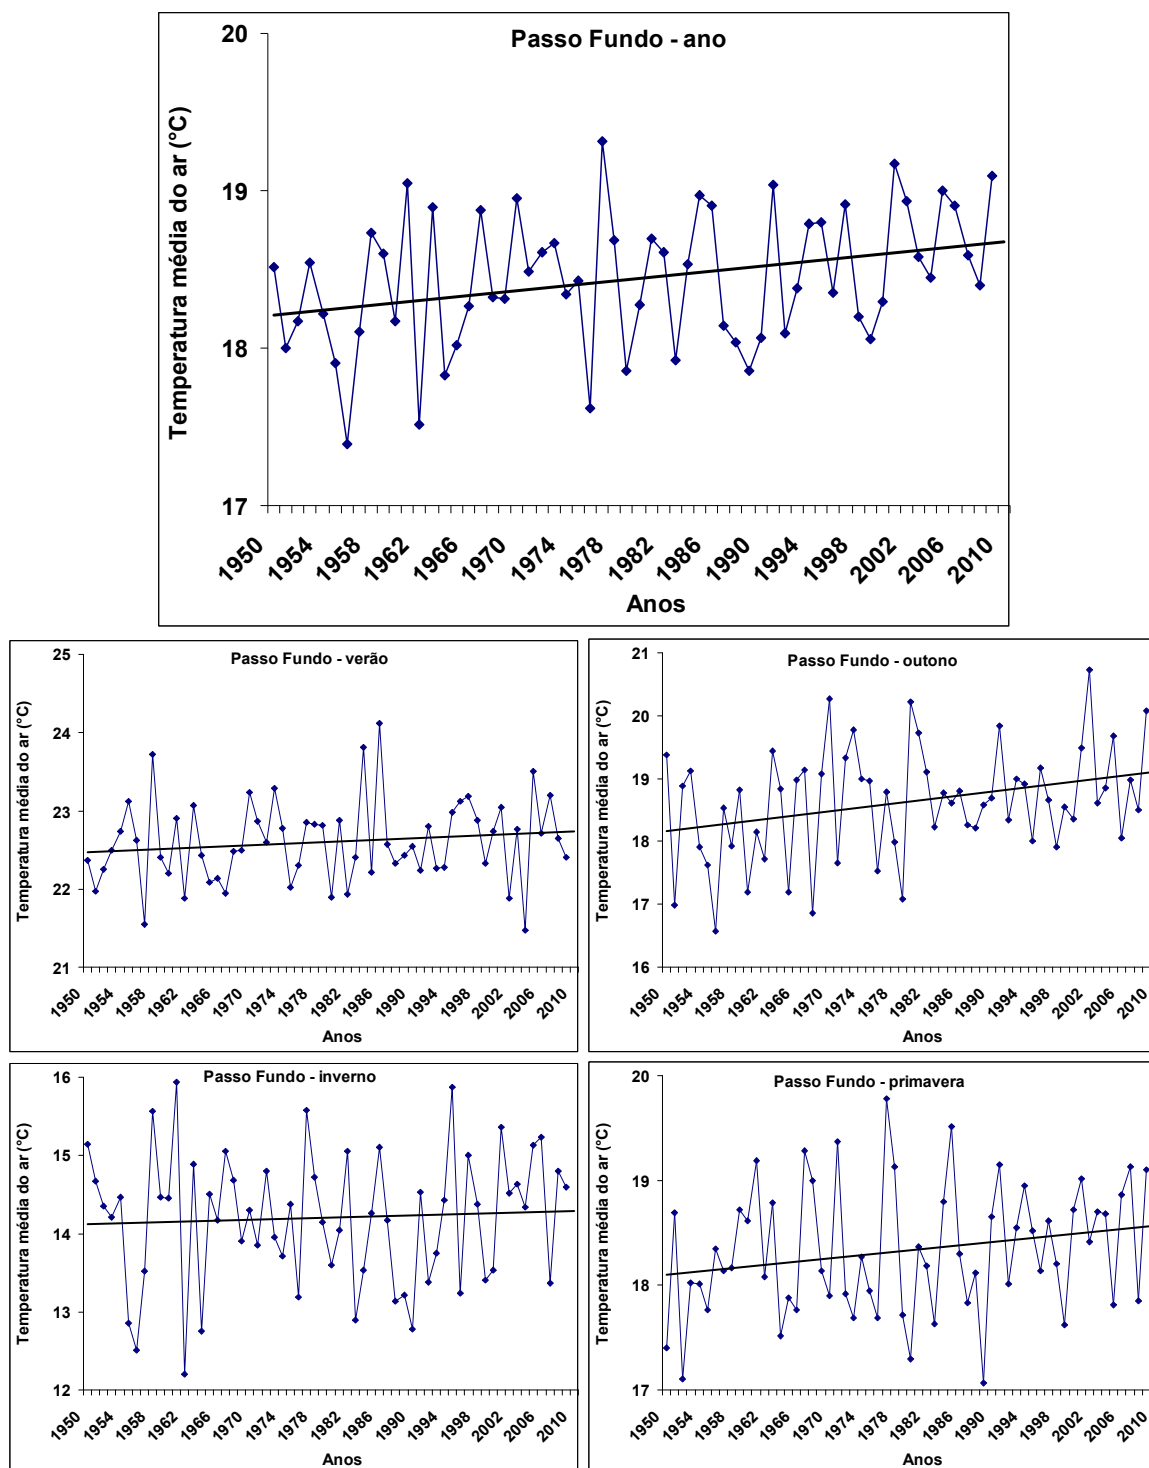 Passo Fundo - ano
Temperatura média do ar (°C)
20
19
18
17
1950 1954 1958 1962 1966 1970 1974 1978 1982 1986 1990 1994 1998 2002 2006 2010
Anos
Passo Fundo - verão
Temperatura média do ar (°C)
25
24
23
22
21
1950 1954 1958 1962 1966 1970 1974 1978 1982 1986 1990 1994 1998 2002 2006 2010
Anos
Passo Fundo - outono
Temperatura média do ar (°C)
21
20
19
18
17
16
1950 1954 1958 1962 1966 1970 1974 1978 1982 1986 1990 1994 1998 2002 2006 2010
Anos
Passo Fundo - inverno
Temperatura média do ar (°C)
16
15
14
13
12
1950 1954 1958 1962 1966 1970 1974 1978 1982 1986 1990 1994 1998 2002 2006 2010
Anos
Passo Fundo - primavera
Temperatura média do ar (°C)
20
19
18
17
1950 1954 1958 1962 1966 1970 1974 1978 1982 1986 1990 1994 1998 2002 2006 2010
Anos